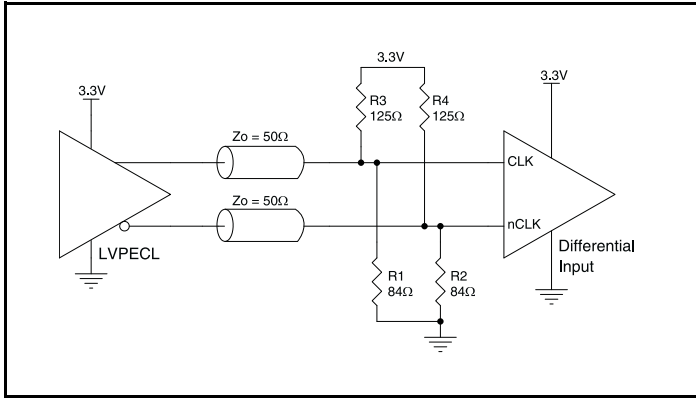 3.3V
3.3V
3.3V
R3
125Ω
R4
125Ω
Zo = 50Ω
CLK
Zo = 50Ω
nCLK
LVPECL
Differential
Input
R1
84Ω
R2
84Ω